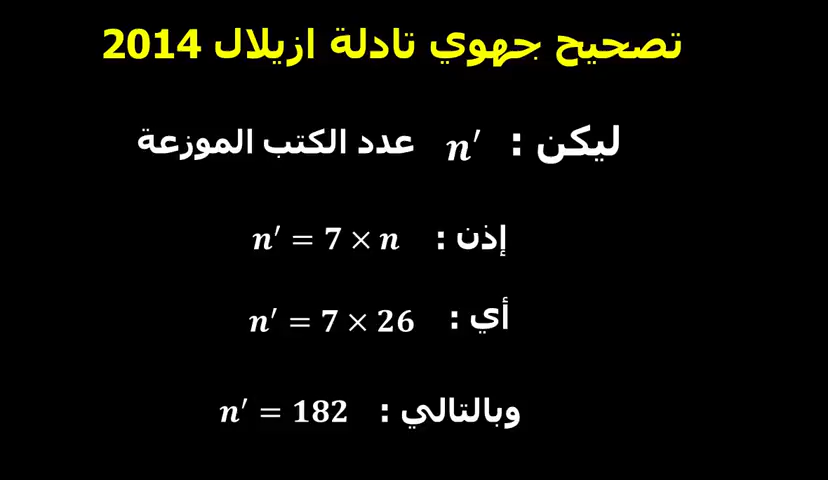 تصحيح جهوي تادلة ازيلال 2014
ليكن : n′ عدد الكتب الموزعة
إذن : n′ = 7 × n
أي : n′ = 7 × 26
وبالتالي : n′ = 182